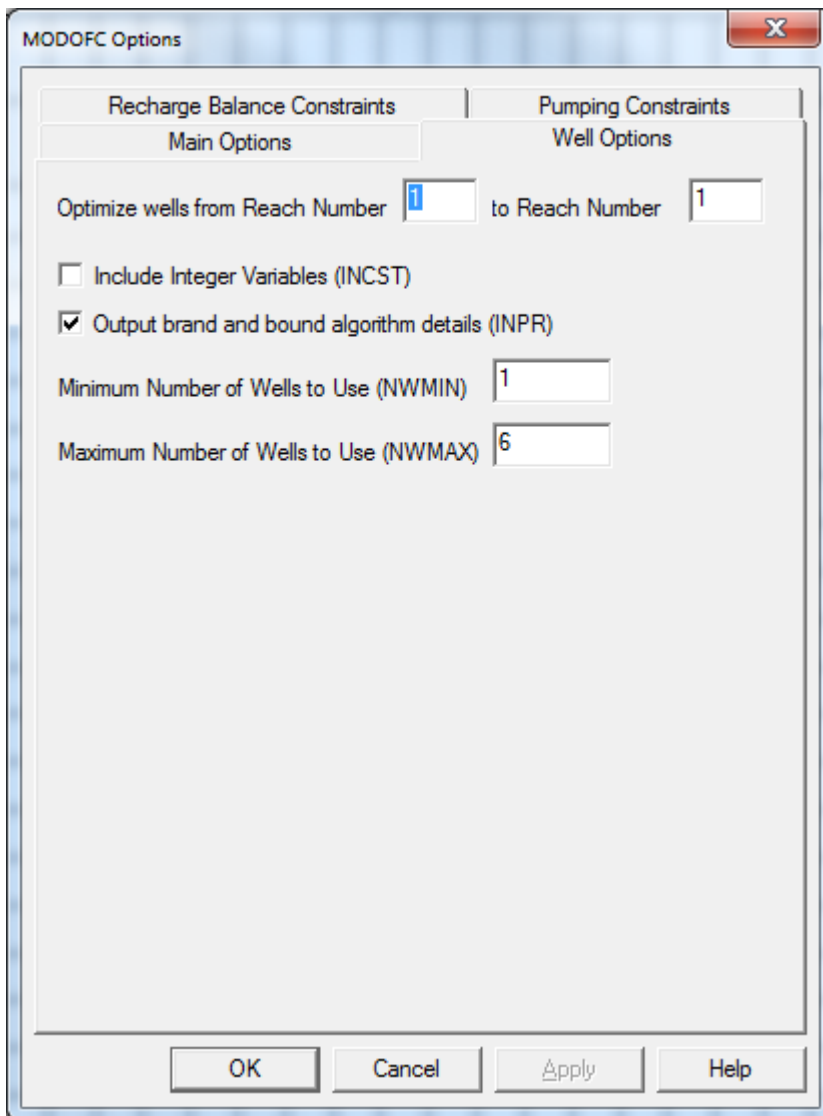 MODOFC Options
Recharge Balance Constraints Pumping Constraints
Main Options Well Options
Optimize wells from Reach Number 1 to Reach Number 1
Include Integer Variables (INCST)
Output brand and bound algorithm details (INPR)
Minimum Number of Wells to Use (NWMIN) 1
Maximum Number of Wells to Use (NWMAX) 6
OK Cancel Apply Help